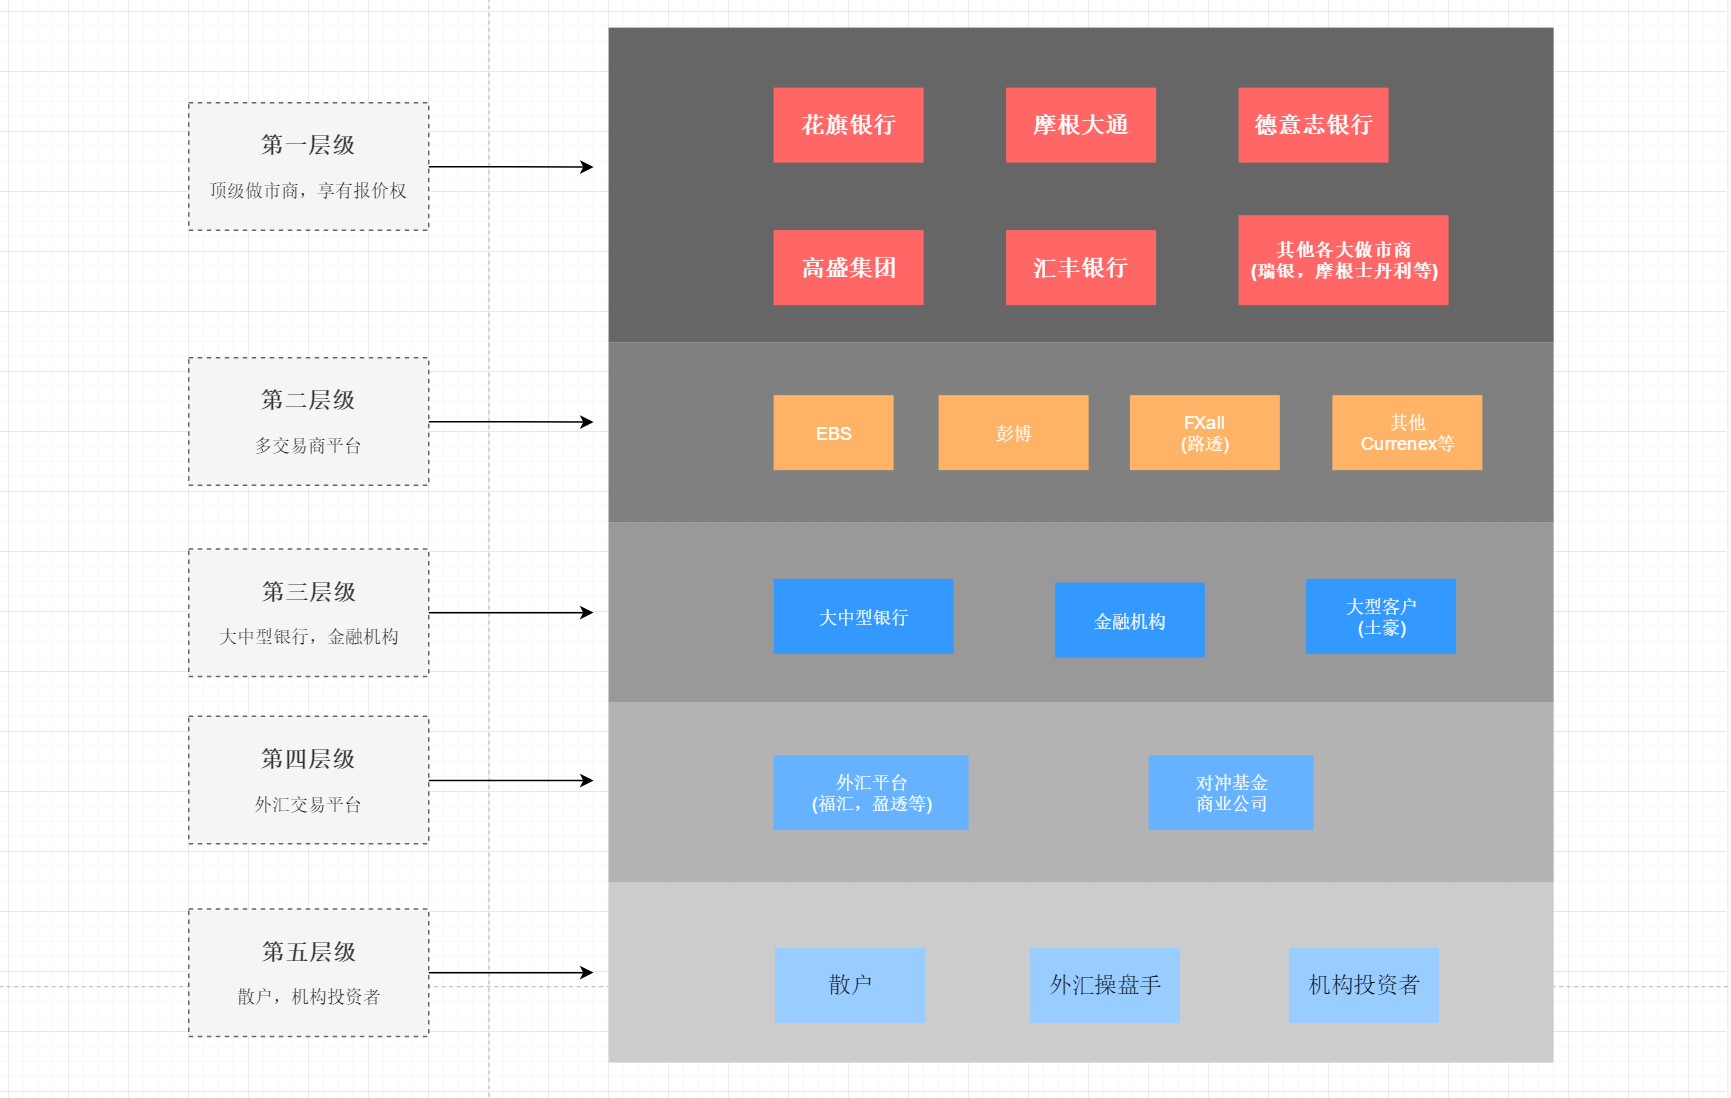 第一层级
顶级做市商，享有报价权
花旗银行
摩根大通
德意志银行
高盛集团
汇丰银行
其他各大做市商
(瑞银，摩根士丹利等)
第二层级
多交易商平台
EBS
彭博
FXall
(路透)
其他
Currenex等
第三层级
大中型银行，金融机构
大中型银行
金融机构
大型客户
(土豪)
第四层级
外汇交易平台
外汇平台
(福汇，盈透等)
对冲基金
商业公司
第五层级
散户，机构投资者
散户
外汇操盘手
机构投资者